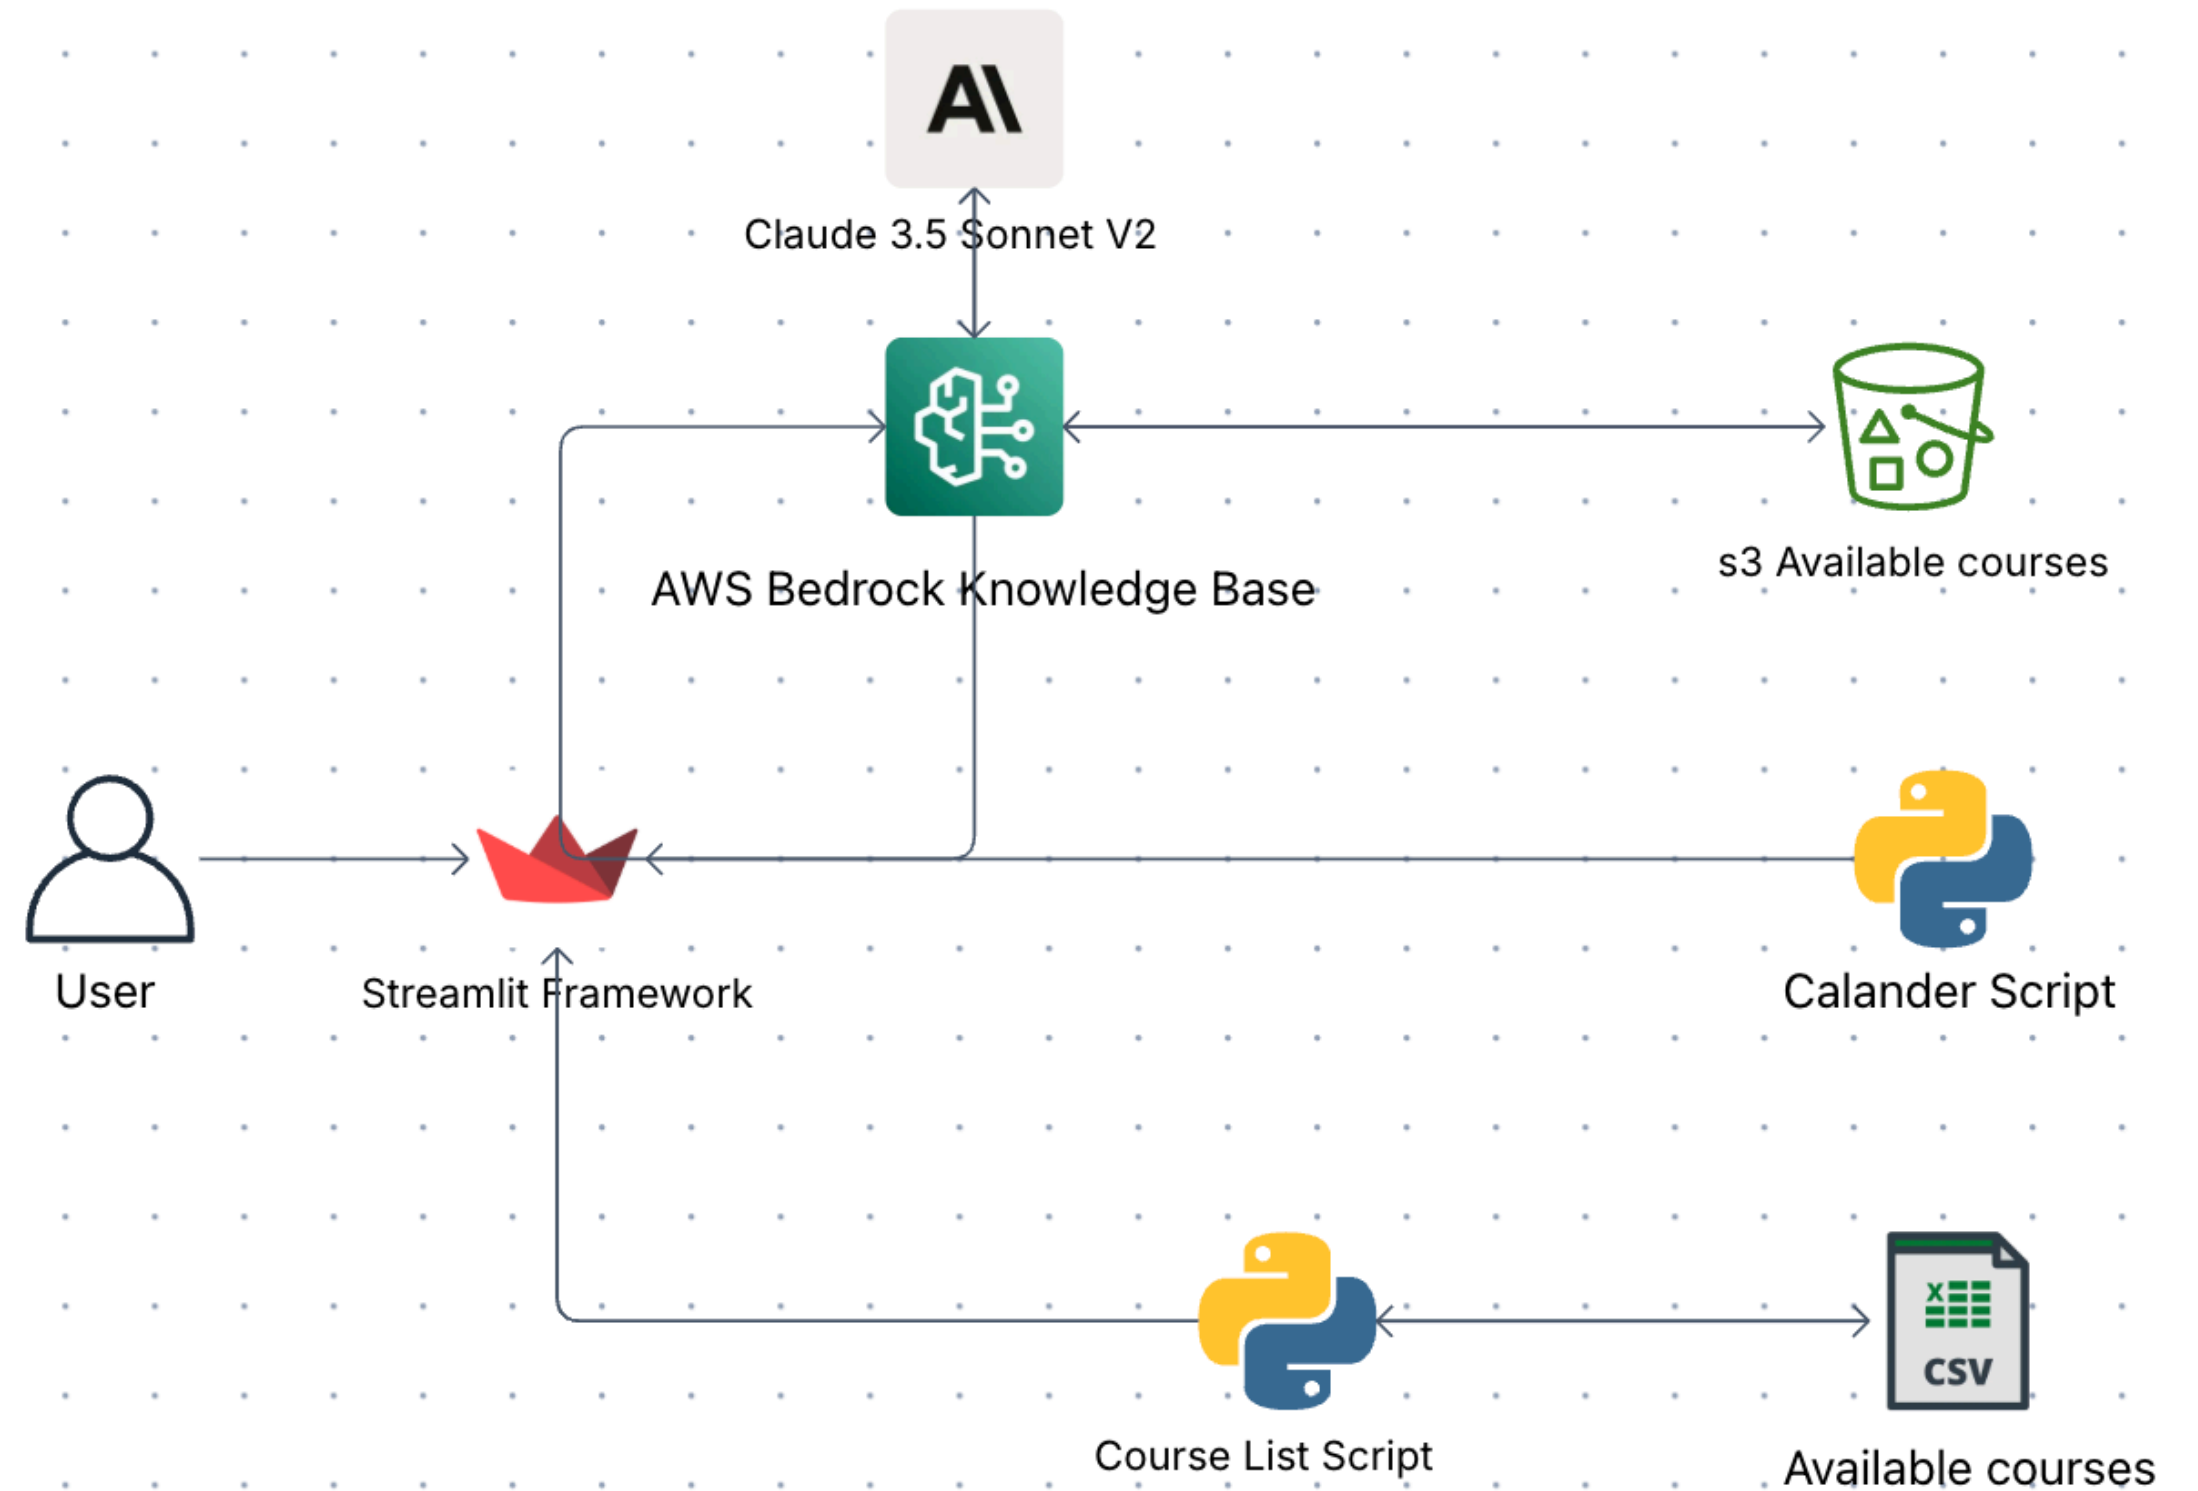 A\
Claude 3.5 Sonnet V2
AWS Bedrock Knowledge Base
s3 Available courses
User
Streamlit Framework
Calander Script
X
CSV
Course List Script
Available courses